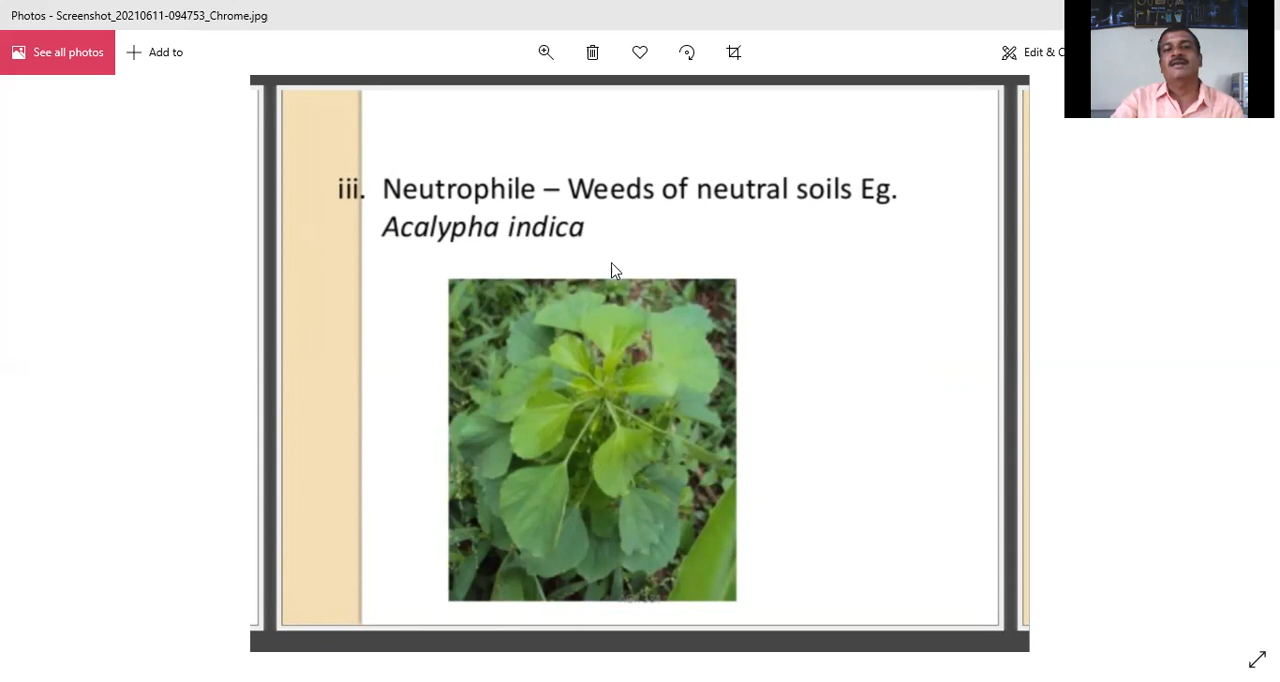 Photos - Screenshot_20210611-094753_Chrome.jpg
See all photos
Add to
Edit & C
iii. Neutrophile – Weeds of neutral soils Eg.
Acalypha indica